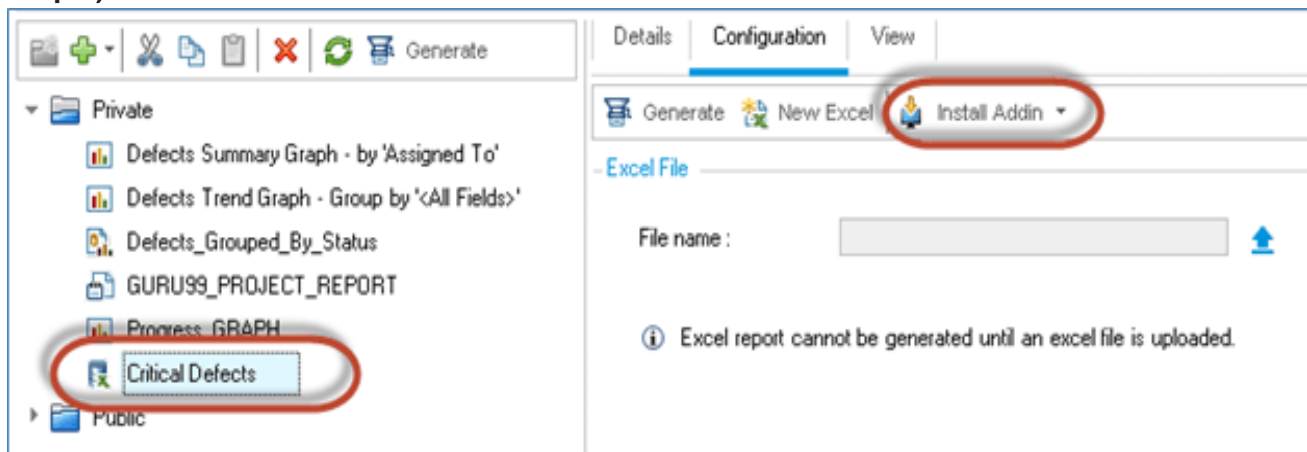 Generate
Private
Defects Summary Graph - by 'Assigned To'
Defects Trend Graph - Group by '<All Fields>'
Defects_Grouped_By_Status
GURU99_PROJECT_REPORT
Progress_GRAPH
Critical Defects
Public
Details Configuration View
Generate New Excel Install Addin
Excel File
File name :
Excel report cannot be generated until an excel file is uploaded.